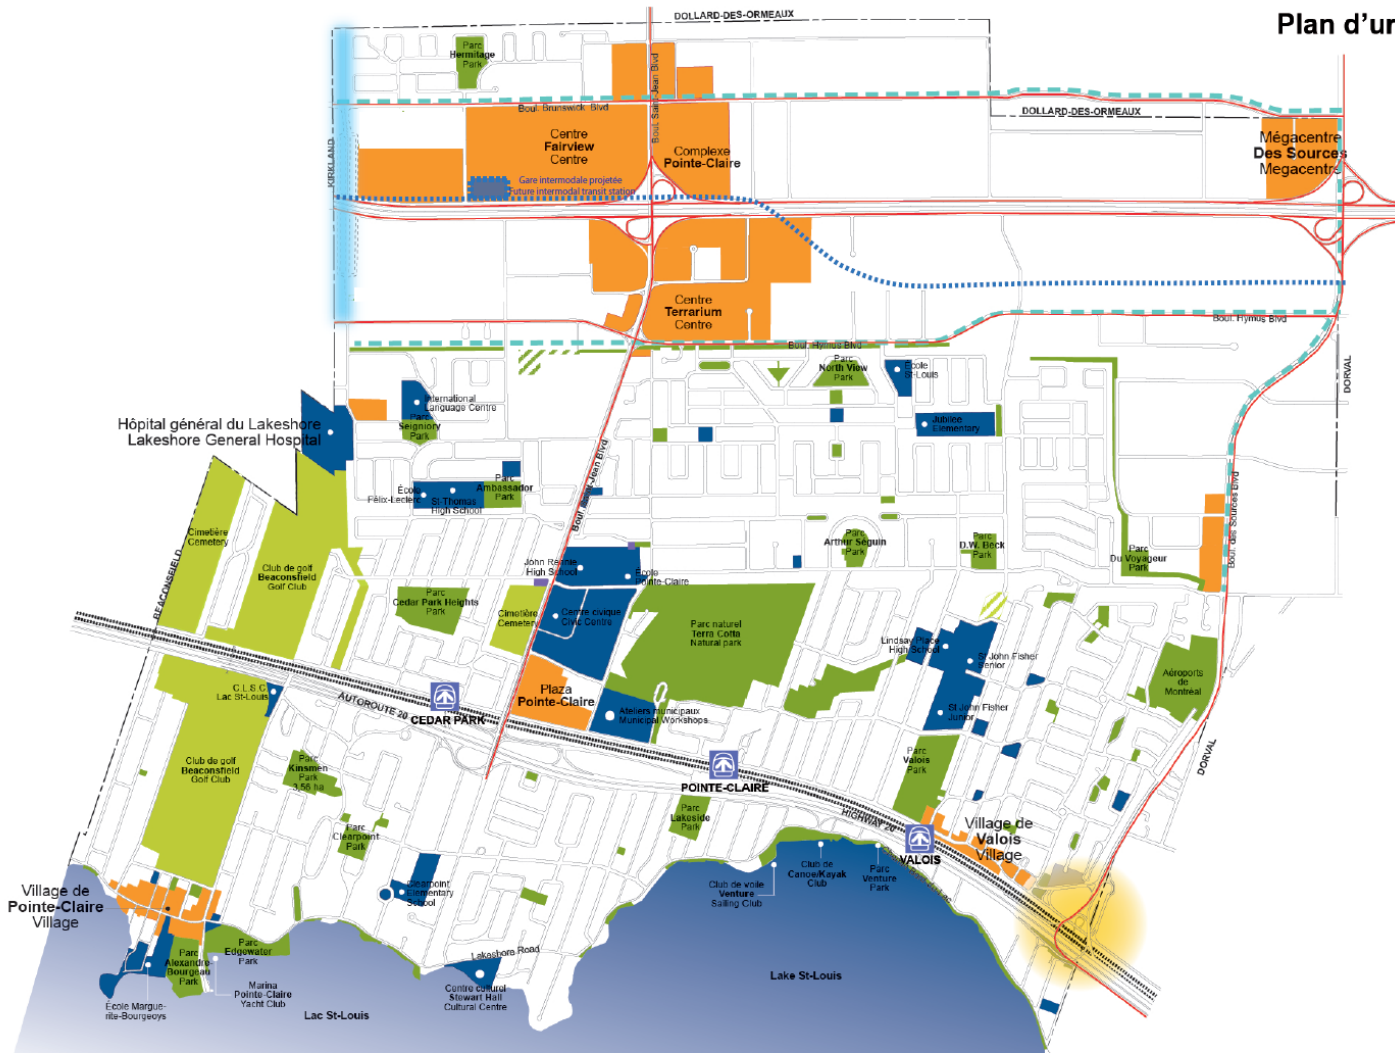 Plan d'ur
DOLLARD-DES-ORMEAUX
Parc
Hermitage
Park
Boul. Saint-Jean Blvd
Boul. Brunswick Blvd
DOLLARD-DES-ORMEAUX
KIRKLAND
Centre
Fairview
Centre
Complexe
Pointe-Claire
Mégacentre
Des Sources
Megacentre
Gare intermodale projetée
Future intermodal transit station
Centre
Terrarium
Centre
Boul. Hymus Blvd
Boul. Hymus Blvd
DORVAL
Parc
North View
Park
École
St-Louis
International
Language Centre
Parc
Seigniory
Park
Jubilee
Elementary
Hôpital général du Lakeshore
Lakeshore General Hospital
Boul. Saint-Jean Blvd
Boul. des Sources Blvd
École
Félix-Leclerc
St-Thomas
High School
Parc
Ambassador
Park
Cimetière
Cemetery
BEACONSFIELD
Club de golf
Beaconsfield
Golf Club
Parc
Arthur Séguin
Park
Parc
D.W. Beck
Park
Parc
Du Voyageur
Park
John Rennie
High School
École
Pointe-Claire
Parc
Cedar Park Heights
Park
Cimetière
Cemetery
Centre civique
Civic Centre
Parc naturel
Terra Cotta
Natural park
Lindsay Place
High School
St John Fisher
Senior
Aéroports
de
Montréal
C.L.S.C.
Lac St-Louis
AUTOROUTE 20
CEDAR PARK
Plaza
Pointe-Claire
Ateliers municipaux
Municipal Workshops
St John Fisher
Junior
DORVAL
Club de golf
Beaconsfield
Golf Club
Parc
Kinsmen
Park
3,56 ha
POINTE-CLAIRE
Parc
Valois
Park
Parc
Lakeside
Park
HIGHWAY 20
Village de
Valois
Village
VALOIS
Parc
Clearpoint
Park
Clearpoint
Elementary
School
Club de
Canoe/Kayak
Club
Parc
Venture
Park
Club de voile
Venture
Sailing Club
Village de
Pointe-Claire
Village
Parc
Edgewater
Park
Parc
Alexandre-
Bourgeau
Park
Lakeshore Road
Marina
Pointe-Claire
Yacht Club
École Margue-
rite-Bourgeoys
Centre culturel
Stewart Hall
Cultural Centre
Lac St-Louis
Lake St-Louis